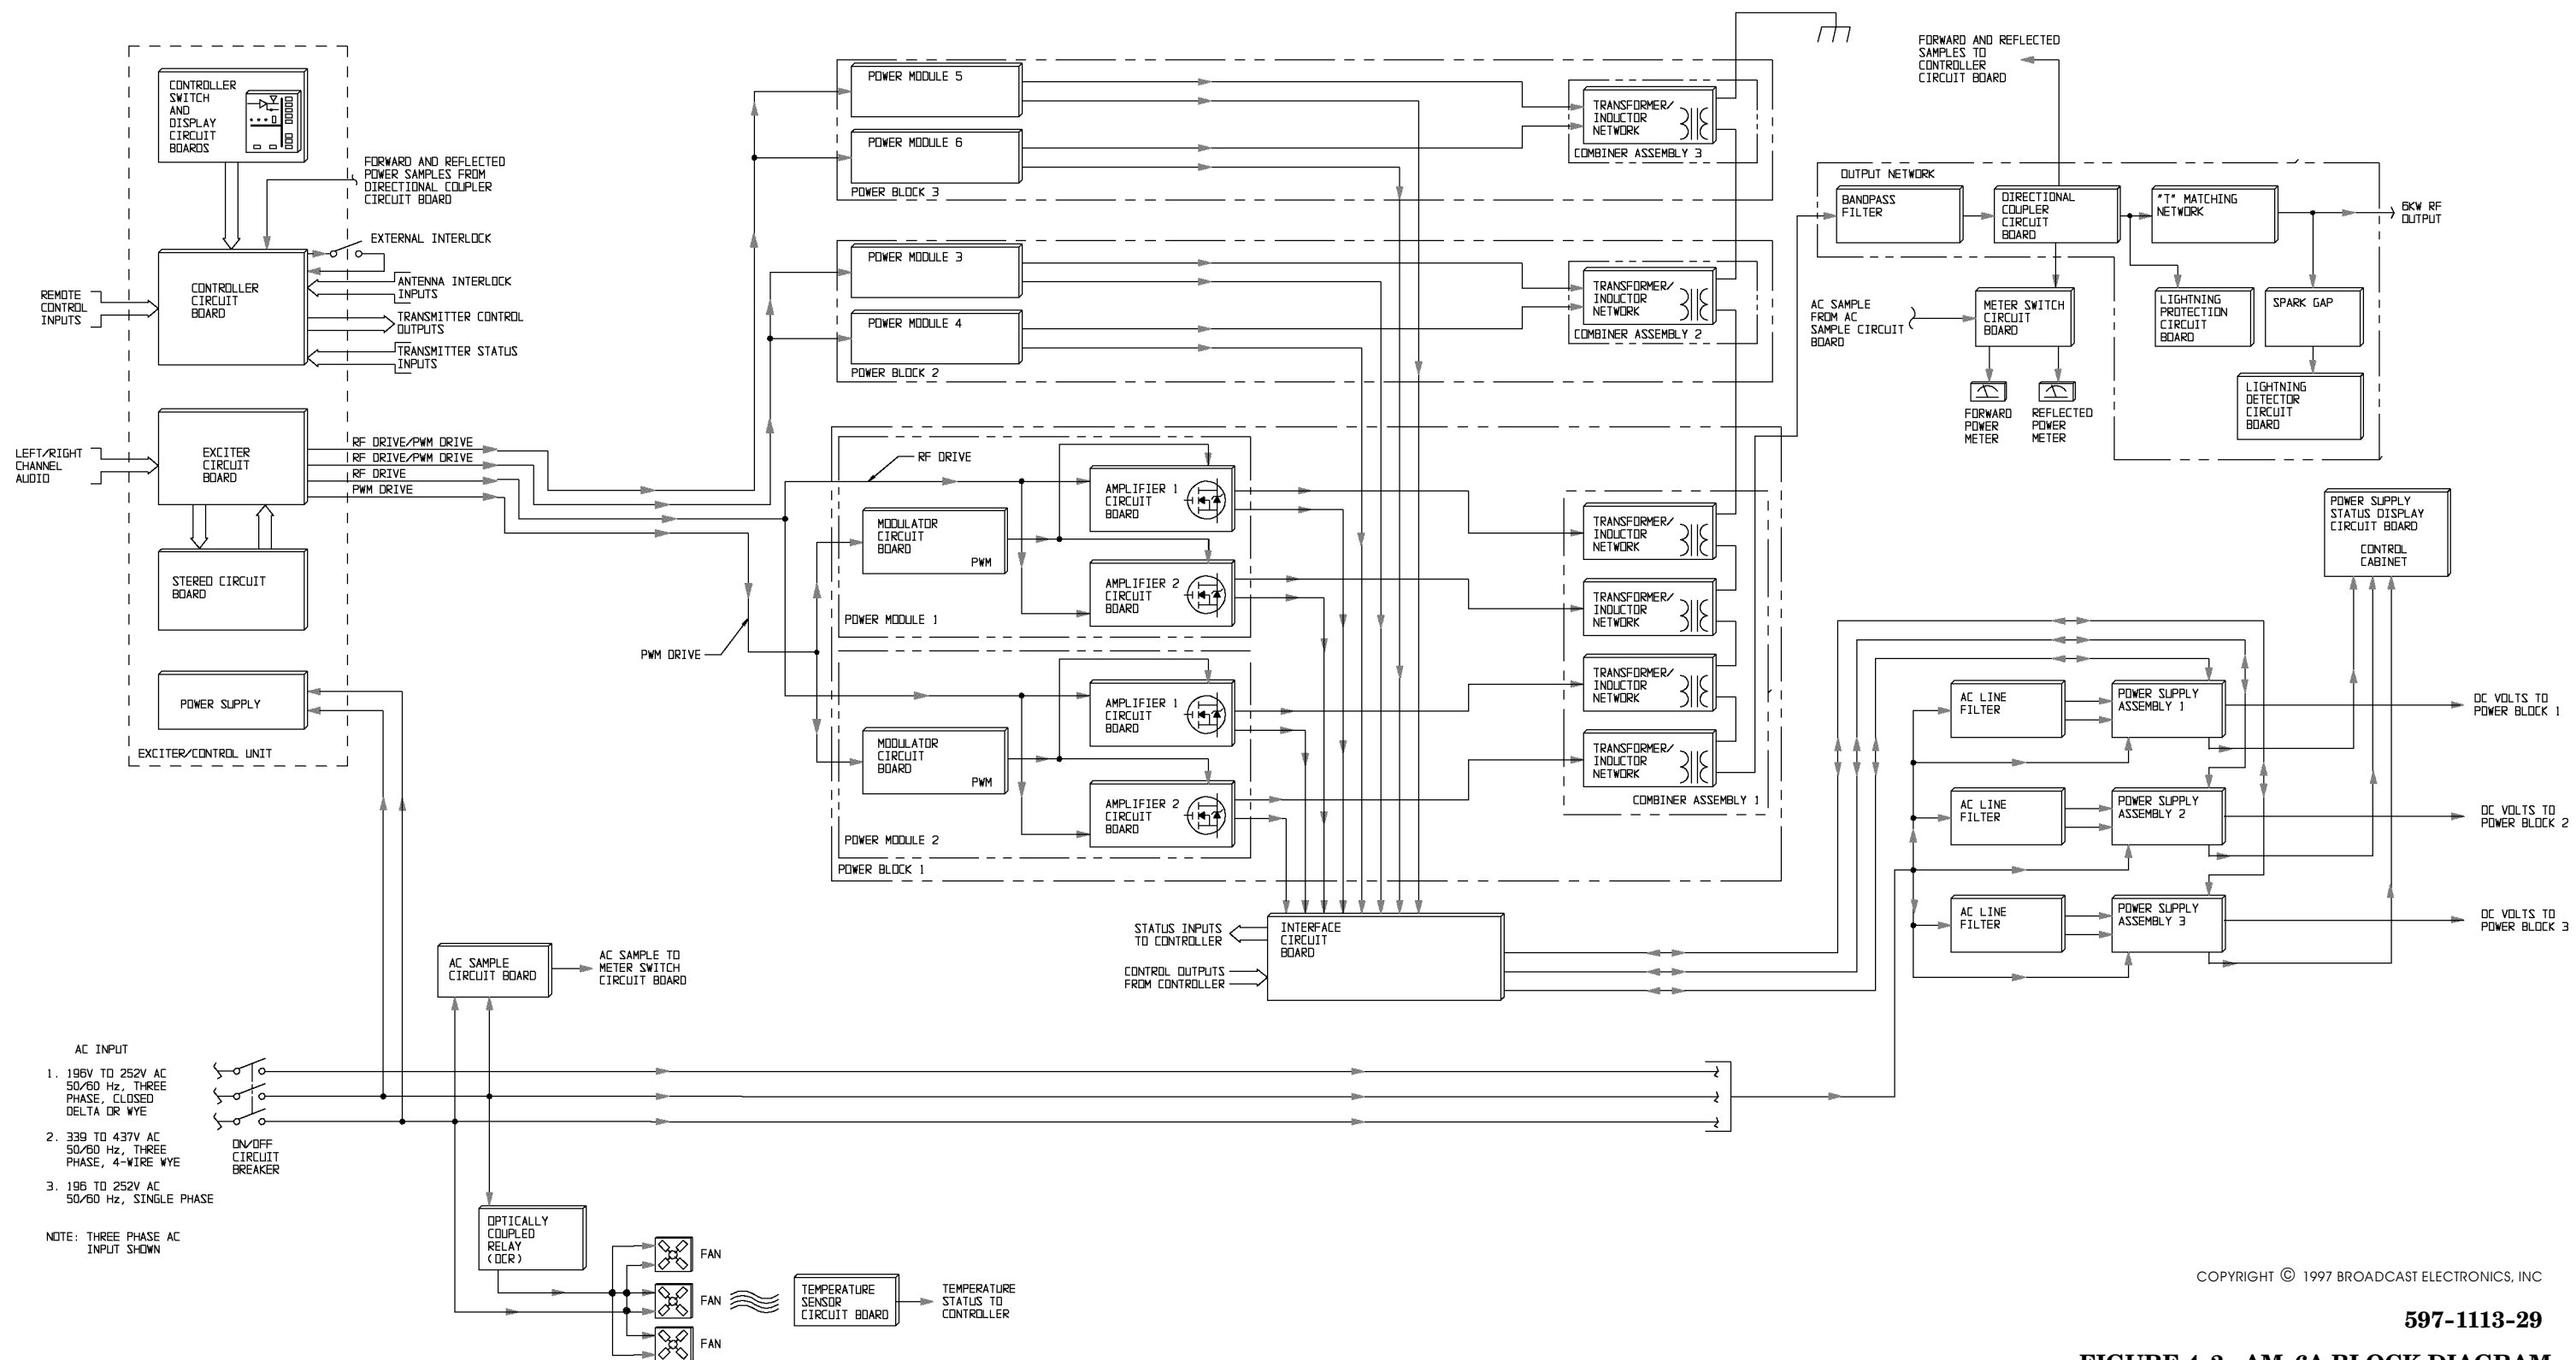 CONTROLLER
SWITCH
AND
DISPLAY
CIRCUIT
BOARDS
FORWARD AND REFLECTED
POWER SAMPLES FROM
DIRECTIONAL COUPLER
CIRCUIT BOARD
EXTERNAL INTERLOCK
CONTROLLER
CIRCUIT
BOARD
REMOTE
CONTROL
INPUTS
ANTENNA INTERLOCK
INPUTS
TRANSMITTER CONTROL
OUTPUTS
TRANSMITTER STATUS
INPUTS
LEFT/RIGHT
CHANNEL
AUDIO
EXCITER
CIRCUIT
BOARD
RF DRIVE/PWM DRIVE
RF DRIVE/PWM DRIVE
RF DRIVE
PWM DRIVE
STEREO CIRCUIT
BOARD
POWER SUPPLY
EXCITER/CONTROL UNIT
POWER MODULE 5
POWER MODULE 6
POWER BLOCK 3
TRANSFORMER/
INDUCTOR
NETWORK
COMBINER ASSEMBLY 3
POWER MODULE 3
POWER MODULE 4
POWER BLOCK 2
TRANSFORMER/
INDUCTOR
NETWORK
COMBINER ASSEMBLY 2
RF DRIVE
PWM DRIVE
MODULATOR
CIRCUIT
BOARD
PWM
AMPLIFIER 1
CIRCUIT
BOARD
AMPLIFIER 2
CIRCUIT
BOARD
POWER MODULE 1
MODULATOR
CIRCUIT
BOARD
PWM
AMPLIFIER 1
CIRCUIT
BOARD
AMPLIFIER 2
CIRCUIT
BOARD
POWER MODULE 2
POWER BLOCK 1
TRANSFORMER/
INDUCTOR
NETWORK
TRANSFORMER/
INDUCTOR
NETWORK
TRANSFORMER/
INDUCTOR
NETWORK
TRANSFORMER/
INDUCTOR
NETWORK
COMBINER ASSEMBLY 1
FORWARD AND REFLECTED
SAMPLES TO
CONTROLLER
CIRCUIT BOARD
OUTPUT NETWORK
BANDPASS
FILTER
DIRECTIONAL
COUPLER
CIRCUIT
BOARD
"T" MATCHING
NETWORK
6KW RF
OUTPUT
AC SAMPLE
FROM AC
SAMPLE CIRCUIT
BOARD
METER SWITCH
CIRCUIT
BOARD
LIGHTNING
PROTECTION
CIRCUIT
BOARD
SPARK GAP
LIGHTNING
DETECTOR
CIRCUIT
BOARD
FORWARD
POWER
METER
REFLECTED
POWER
METER
POWER SUPPLY
STATUS DISPLAY
CIRCUIT BOARD
CONTROL
CABINET
AC LINE
FILTER
POWER SUPPLY
ASSEMBLY 1
DC VOLTS TO
POWER BLOCK 1
AC LINE
FILTER
POWER SUPPLY
ASSEMBLY 2
DC VOLTS TO
POWER BLOCK 2
AC LINE
FILTER
POWER SUPPLY
ASSEMBLY 3
DC VOLTS TO
POWER BLOCK 3
STATUS INPUTS
TO CONTROLLER
CONTROL OUTPUTS
FROM CONTROLLER
INTERFACE
CIRCUIT
BOARD
AC SAMPLE
CIRCUIT BOARD
AC SAMPLE TO
METER SWITCH
CIRCUIT BOARD
AC INPUT
1. 196V TO 252V AC
50/60 Hz, THREE
PHASE, CLOSED
DELTA OR WYE
2. 339 TO 437V AC
50/60 Hz, THREE
PHASE, 4-WIRE WYE
3. 196 TO 252V AC
50/60 Hz, SINGLE PHASE
NOTE: THREE PHASE AC
INPUT SHOWN
ON/OFF
CIRCUIT
BREAKER
OPTICALLY
COUPLED
RELAY
(OCR)
FAN
FAN
FAN
TEMPERATURE
SENSOR
CIRCUIT BOARD
TEMPERATURE
STATUS TO
CONTROLLER
COPYRIGHT © 1997 BROADCAST ELECTRONICS, INC
597-1113-29
FIGURE 4-2. AM-6A BLOCK DIAGRAM